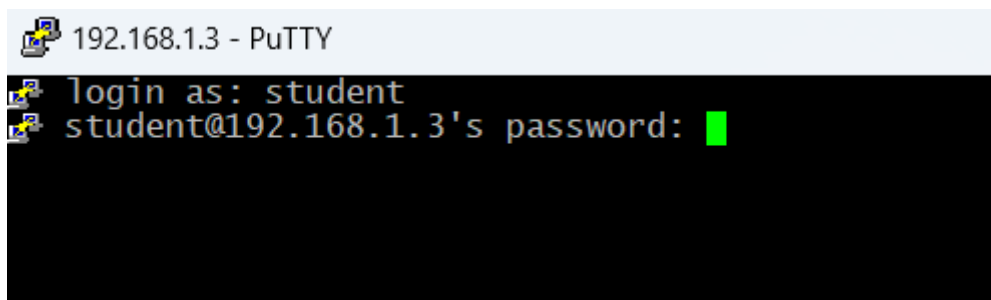 192.168.1.3 - PuTTY
login as: student
student@192.168.1.3's password: